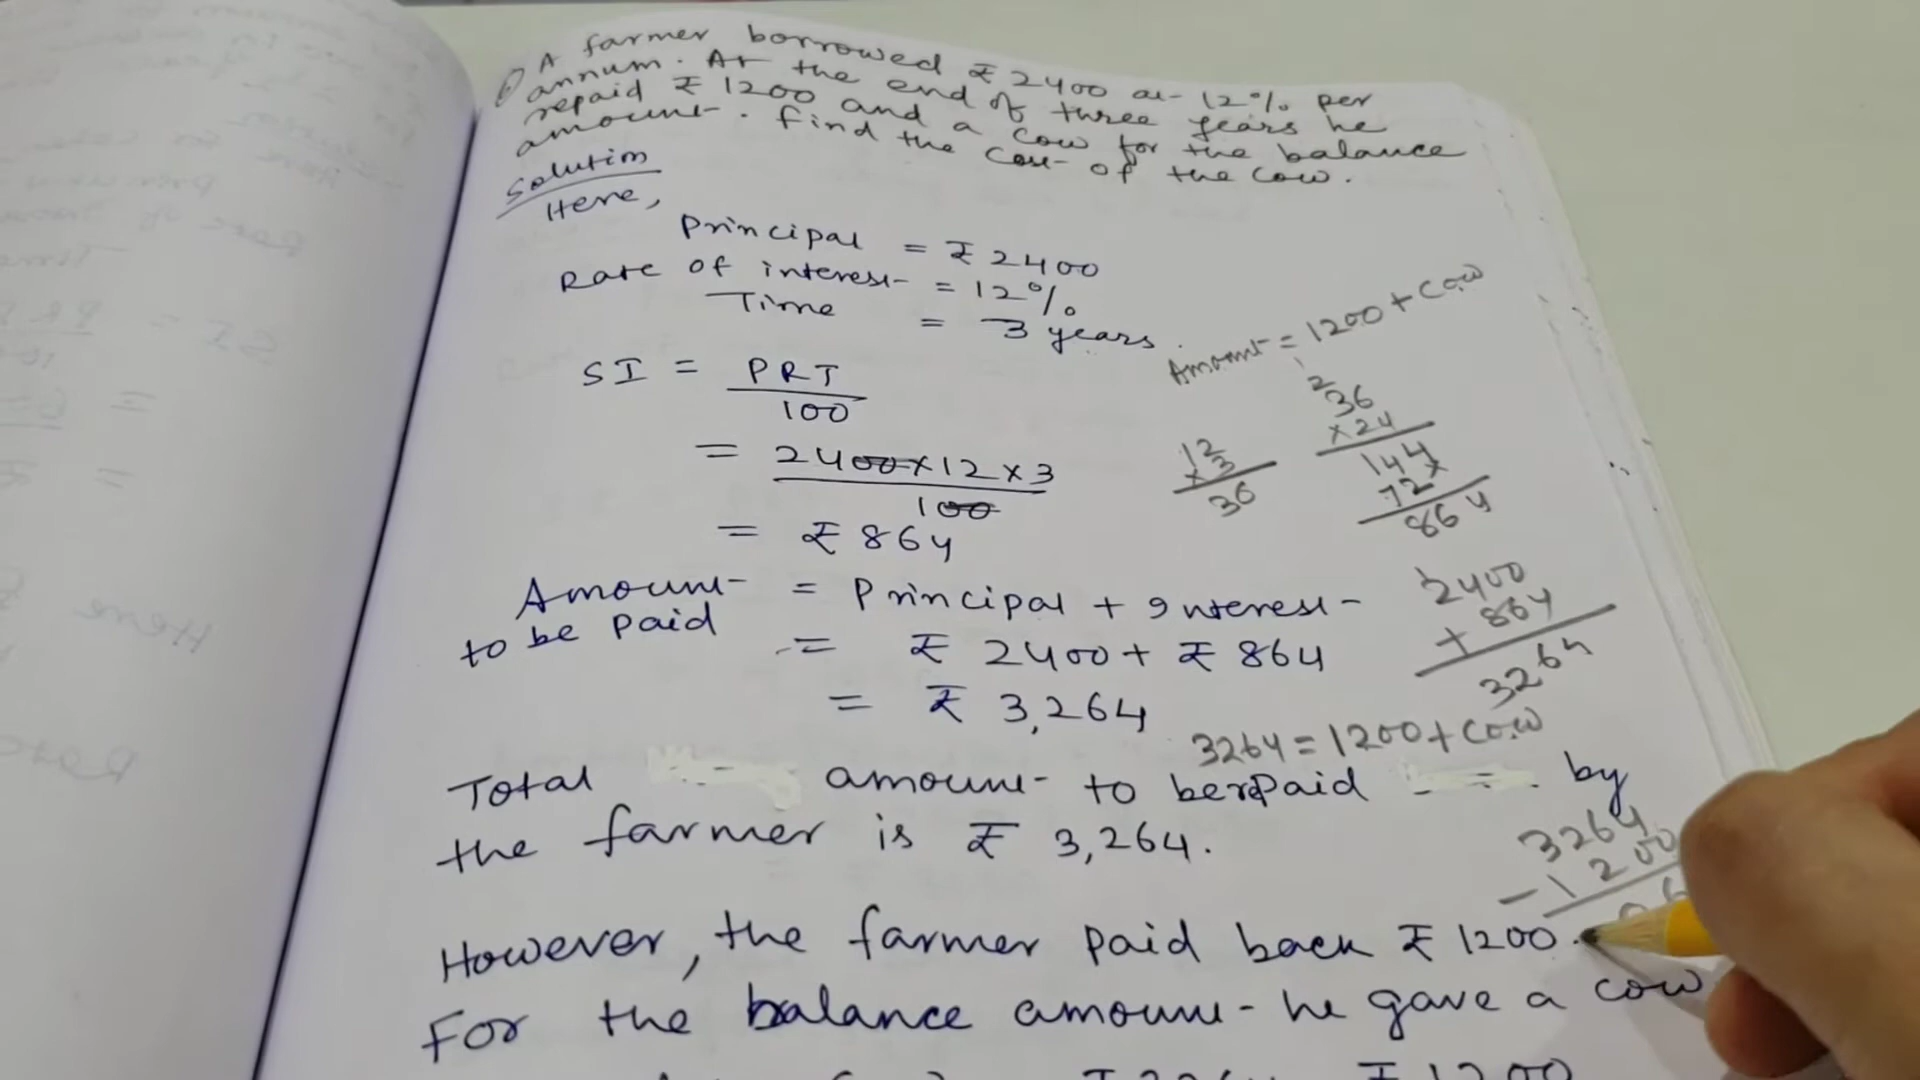 A farmer borrowed ₹2400 at 12% per
annum. At the end of three years he
repaid ₹1200 and a cow for the balance
amount. find the cost of the cow.
Solution
Here,
Principal = ₹2400
Rate of interest = 12%
Time = 3 years.
Amount = 1200 + cow
SI = PRT
100
= 2400×12×3
100
= ₹864
12
×3
36
2
36
×24
144
72×
864
Amount = Principal + Interest
to be paid
= ₹ 2400 + ₹ 864
= ₹ 3,264
2400
+ 864
3264
3264 = 1200 + cow
Total amount to be repaid by
the farmer is ₹ 3,264.
3264
-1200
6
However, the farmer paid back ₹ 1200.
For the balance amount he gave a cow
1200